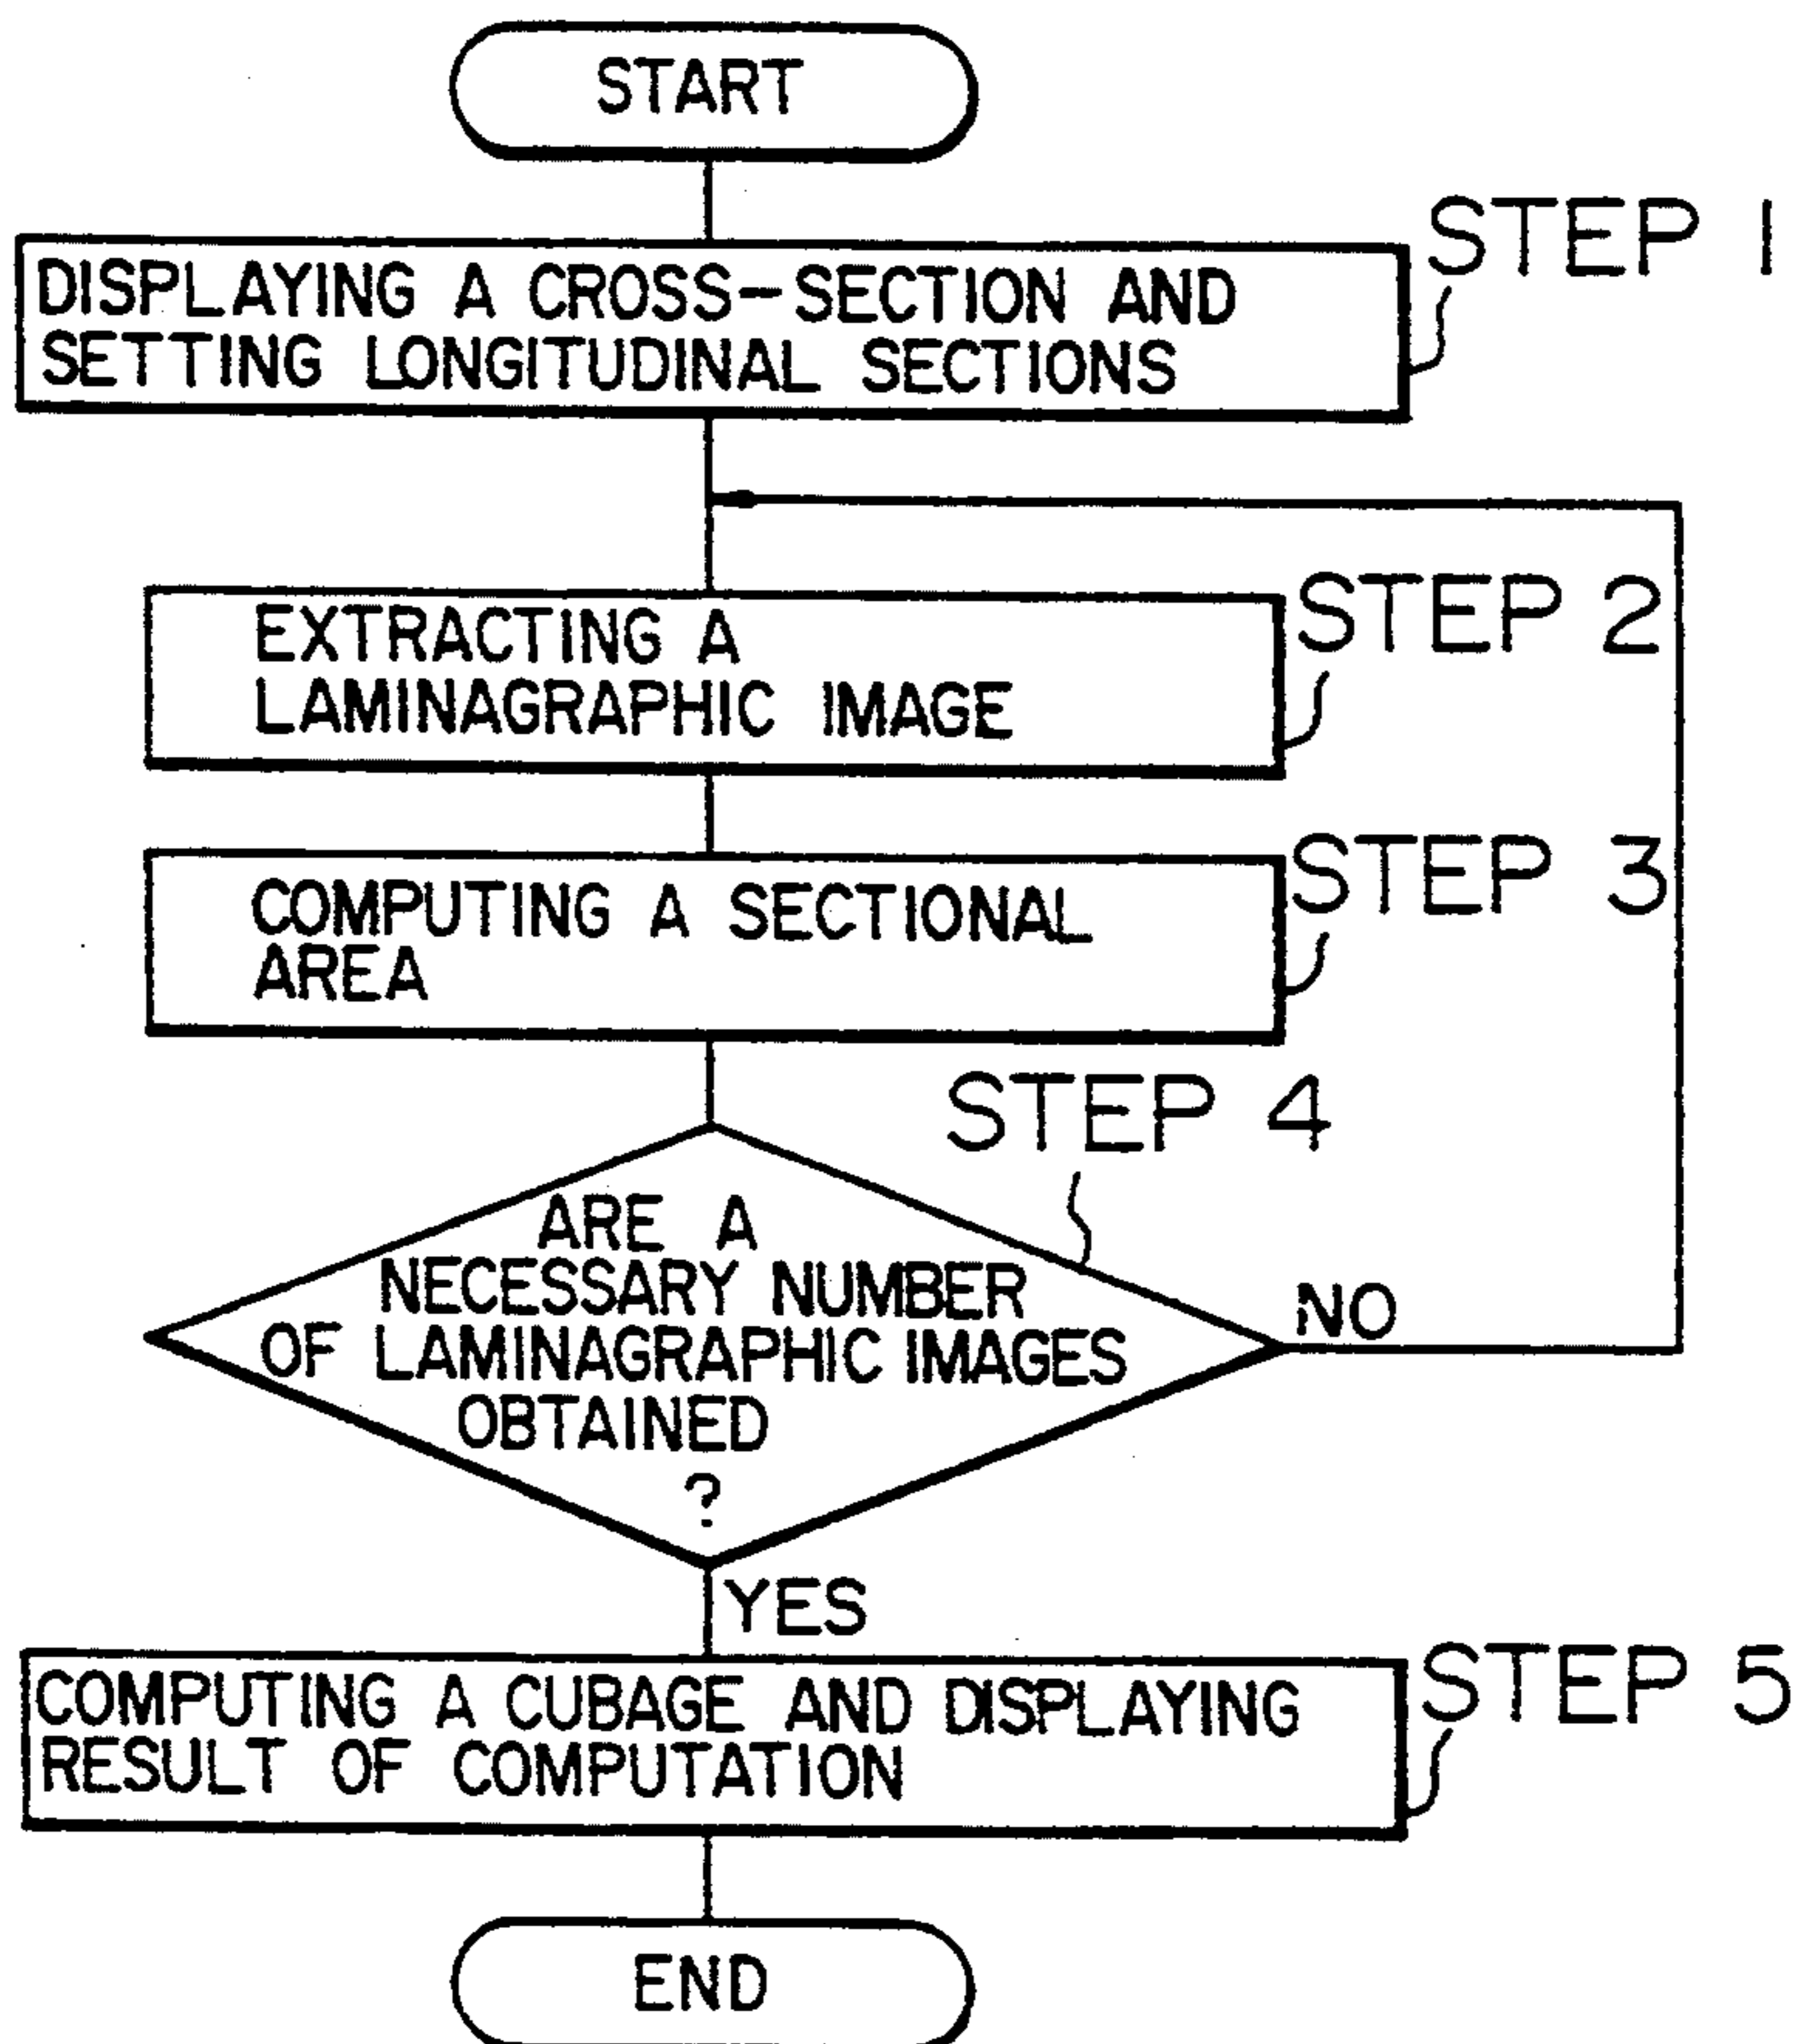 START
STEP 1
DISPLAYING A CROSS-SECTION AND
SETTING LONGITUDINAL SECTIONS
STEP 2
EXTRACTING A
LAMINAGRAPHIC IMAGE
STEP 3
COMPUTING A SECTIONAL
AREA
STEP 4
ARE A
NECESSARY NUMBER
OF LAMINAGRAPHIC IMAGES
OBTAINED
?
NO
YES
STEP 5
COMPUTING A CUBAGE AND DISPLAYING
RESULT OF COMPUTATION
END